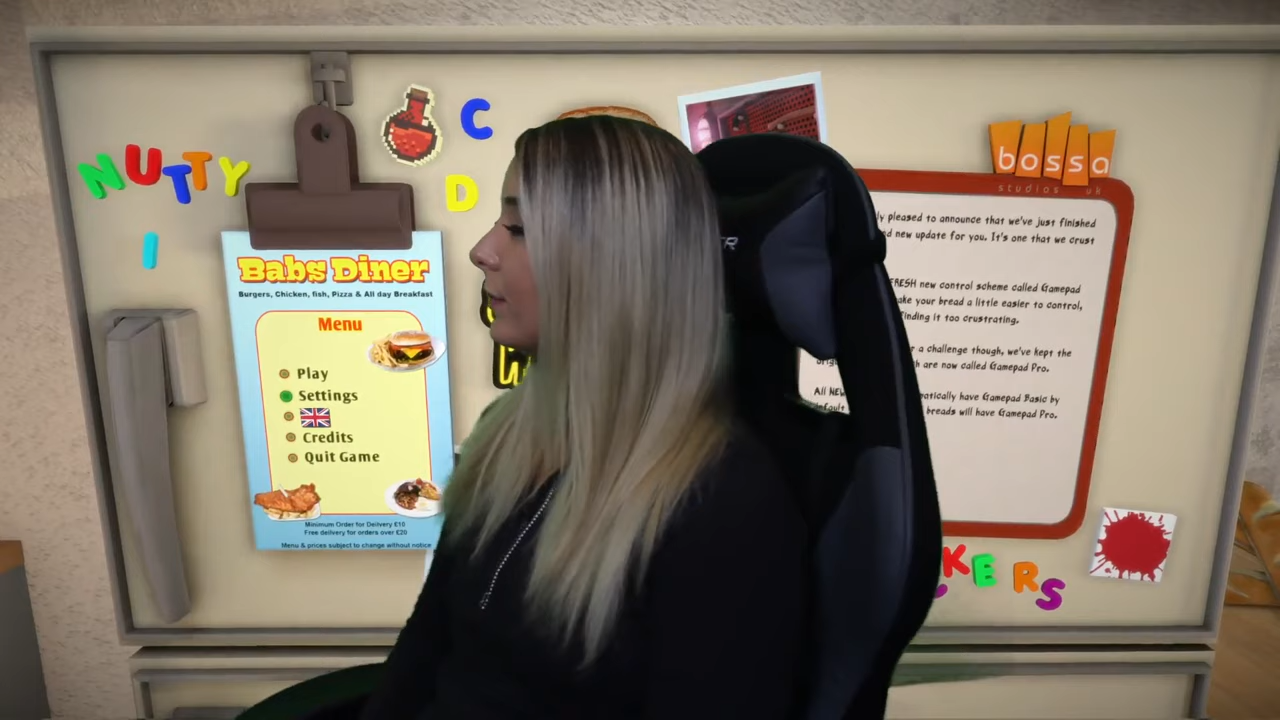 NUTTY
C
D
I
Babs Diner
Burgers, Chicken, fish, Pizza & All day Breakfast
Menu
Play
Settings
Credits
Quit Game
Minimum Order for Delivery £10
Free delivery for orders over £20
Menu & prices subject to change without notice
bossa
studios uk
pleased to announce that we've just finished
new update for you. It's one that we crust
FRESH new control scheme called Gamepad
your bread a little easier to control,
finding it too crustrating.
a challenge though, we've kept the
are now called Gamepad Pro.
All NEW
have Gamepad Basic by
breads will have Gamepad Pro.
KERS